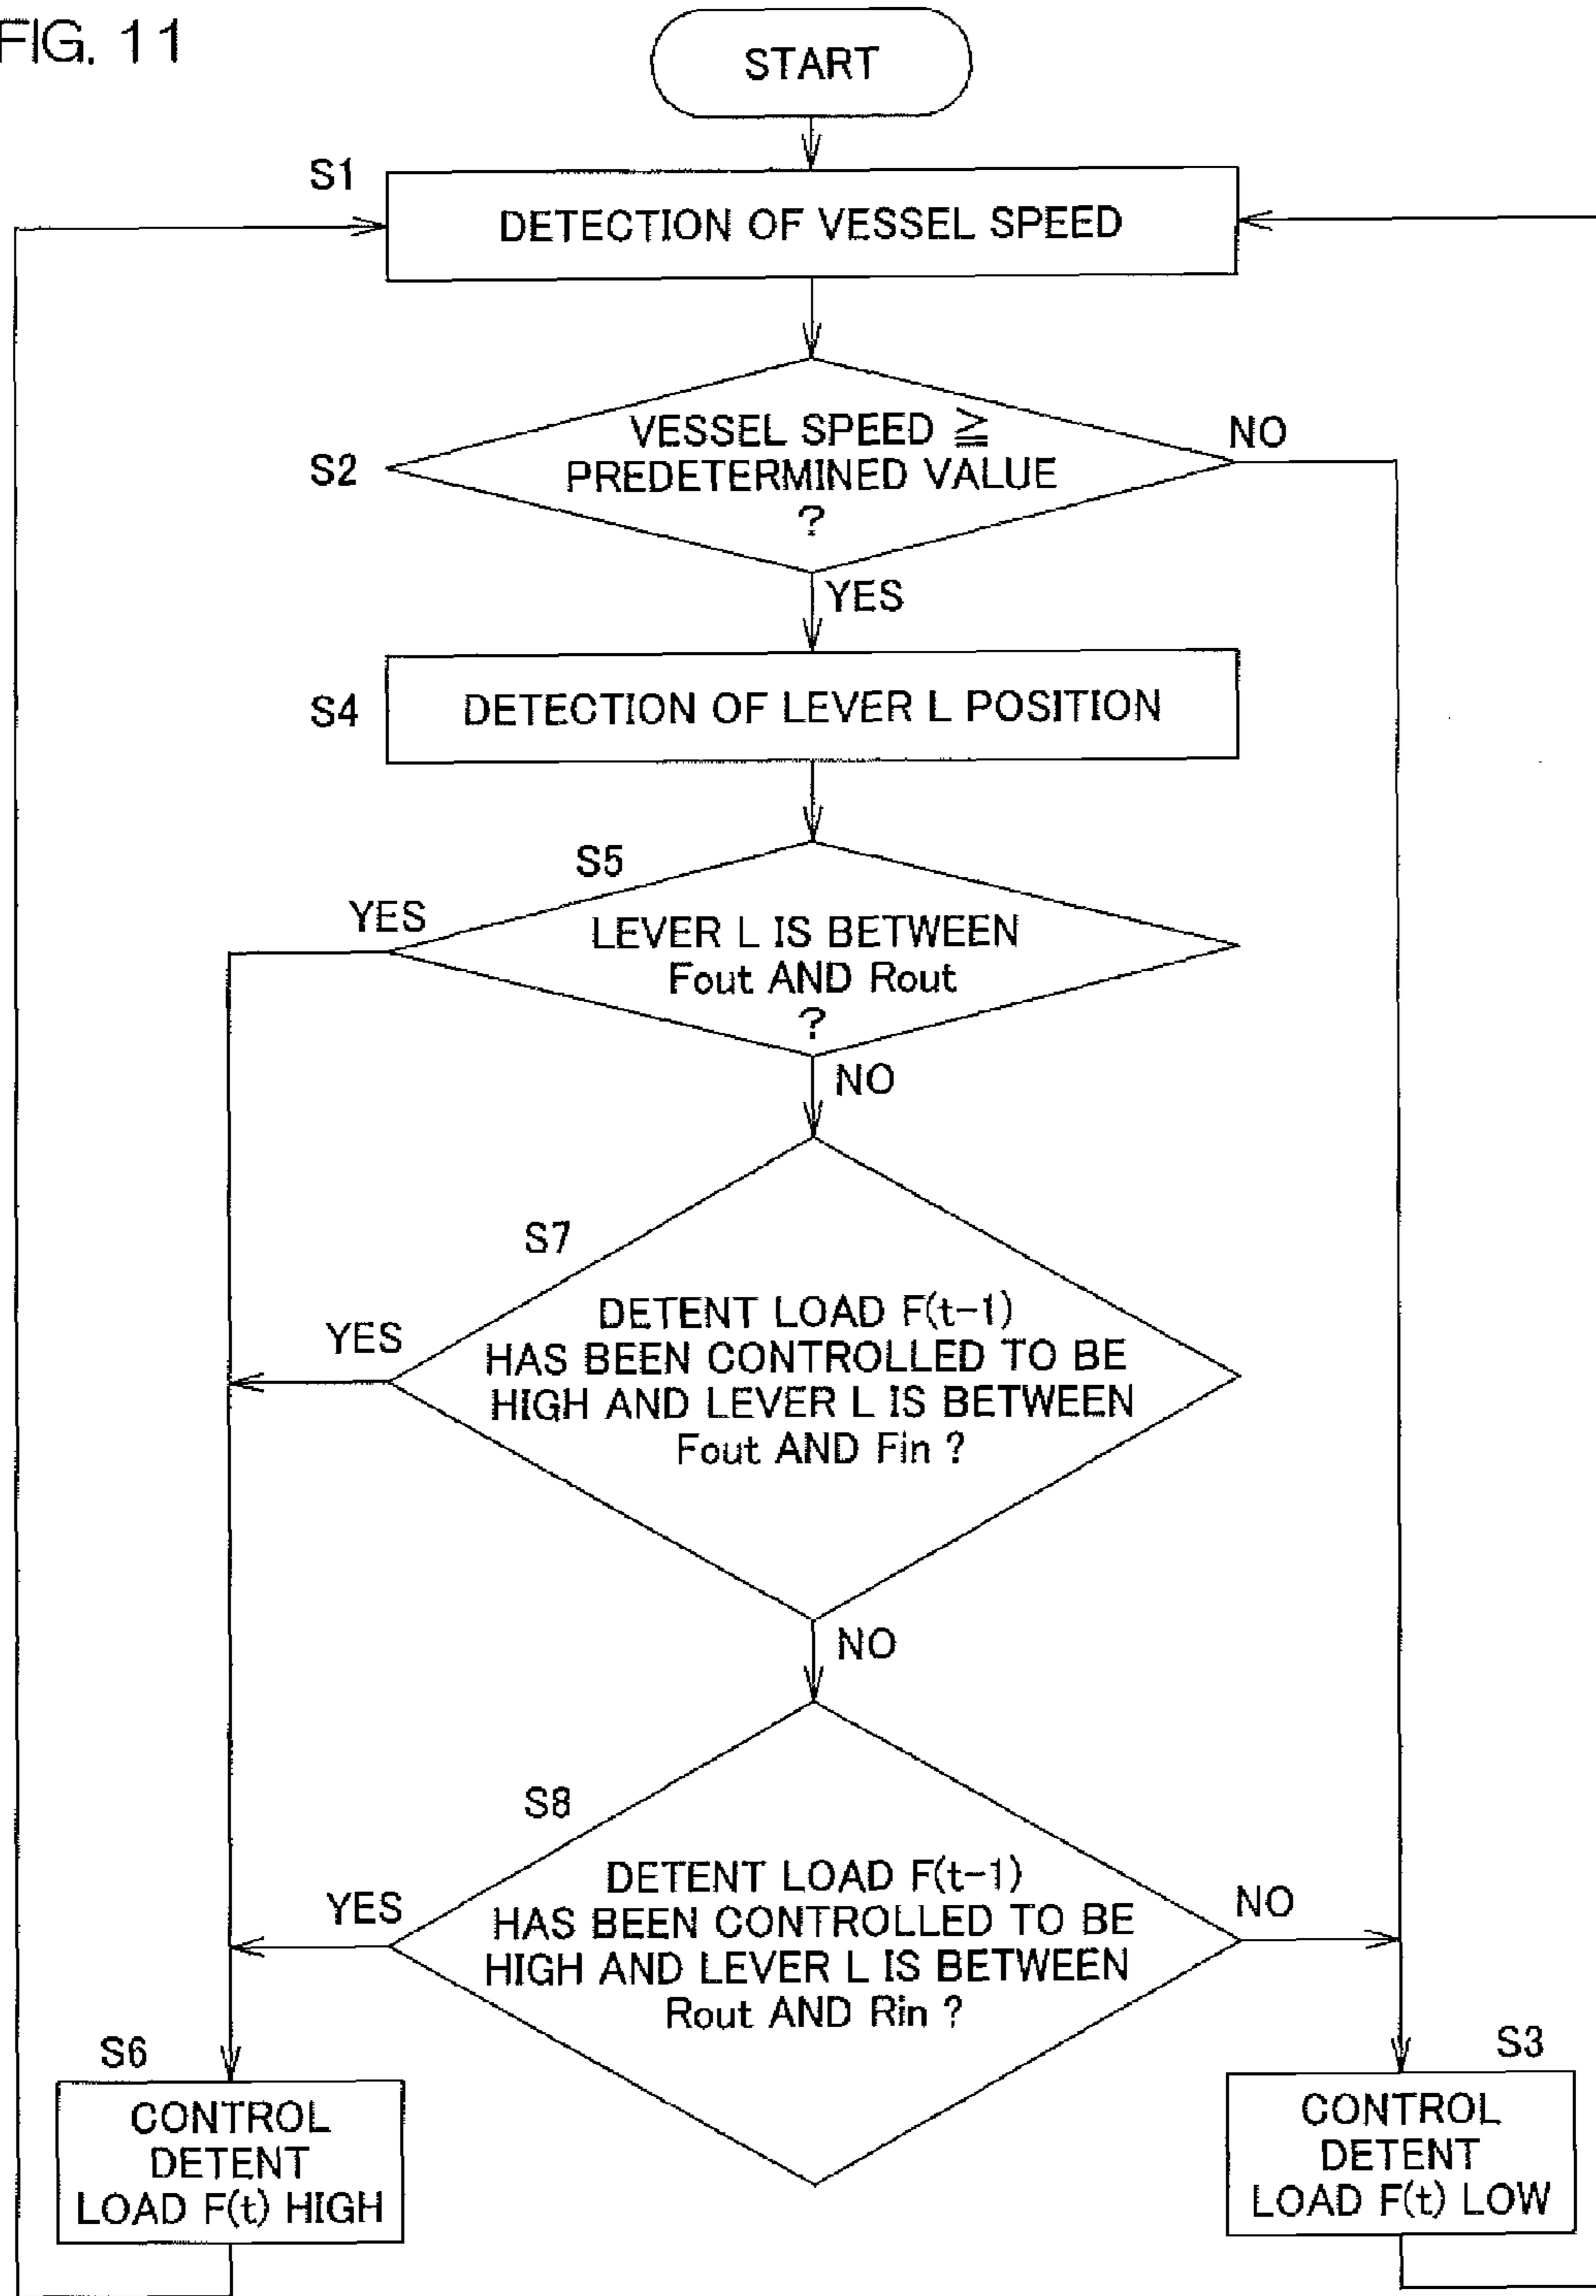 FIG. 11
START
S1
DETECTION OF VESSEL SPEED
S2
VESSEL SPEED ≧
PREDETERMINED VALUE
?
NO
YES
S4
DETECTION OF LEVER L POSITION
S5
YES
LEVER L IS BETWEEN
Fout AND Rout
?
NO
S7
YES
DETENT LOAD F(t-1)
HAS BEEN CONTROLLED TO BE
HIGH AND LEVER L IS BETWEEN
Fout AND Fin ?
NO
S8
YES
DETENT LOAD F(t-1)
HAS BEEN CONTROLLED TO BE
HIGH AND LEVER L IS BETWEEN
Rout AND Rin ?
NO
S6
CONTROL
DETENT
LOAD F(t) HIGH
S3
CONTROL
DETENT
LOAD F(t) LOW